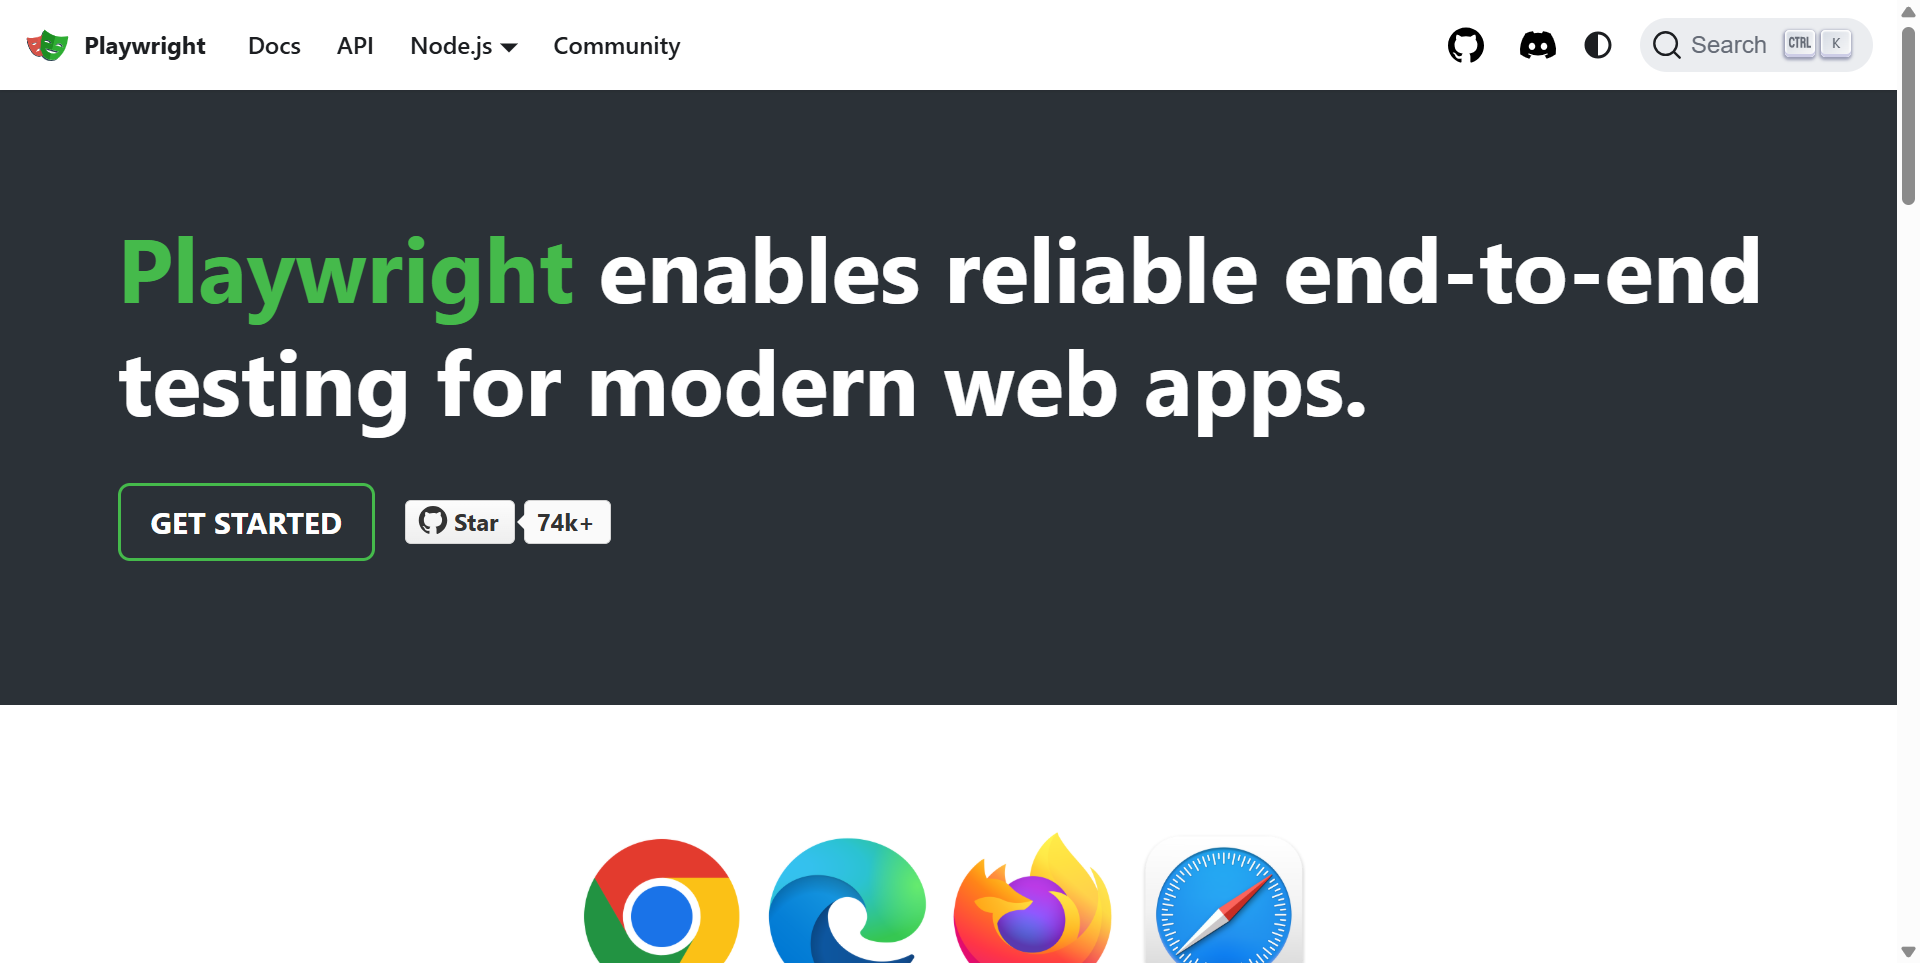 Playwright
Docs
API
Node.js
Community
Search
CTRL
K
Playwright enables reliable end-to-end
testing for modern web apps.
GET STARTED
Star
74k+